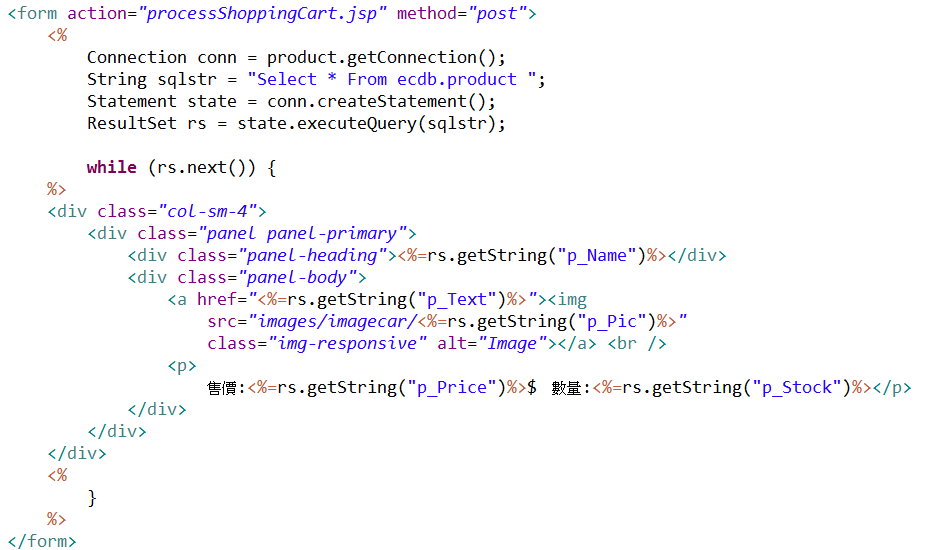 <form action="processShoppingCart.jsp" method="post">
<%
Connection conn = product.getConnection();
String sqlstr = "Select * From ecdb.product ";
Statement state = conn.createStatement();
ResultSet rs = state.executeQuery(sqlstr);
while (rs.next()) {
%>
<div class="col-sm-4">
<div class="panel panel-primary">
<div class="panel-heading"><%=rs.getString("p_Name")%></div>
<div class="panel-body">
<a href="<%=rs.getString("p_Text")%>"><img
src="images/imagecar/<%=rs.getString("p_Pic")%>"
class="img-responsive" alt="Image"></a> <br />
<p>
售價:<%=rs.getString("p_Price")%>$ 數量:<%=rs.getString("p_Stock")%></p>
</div>
</div>
</div>
<%
}
%>
</form>